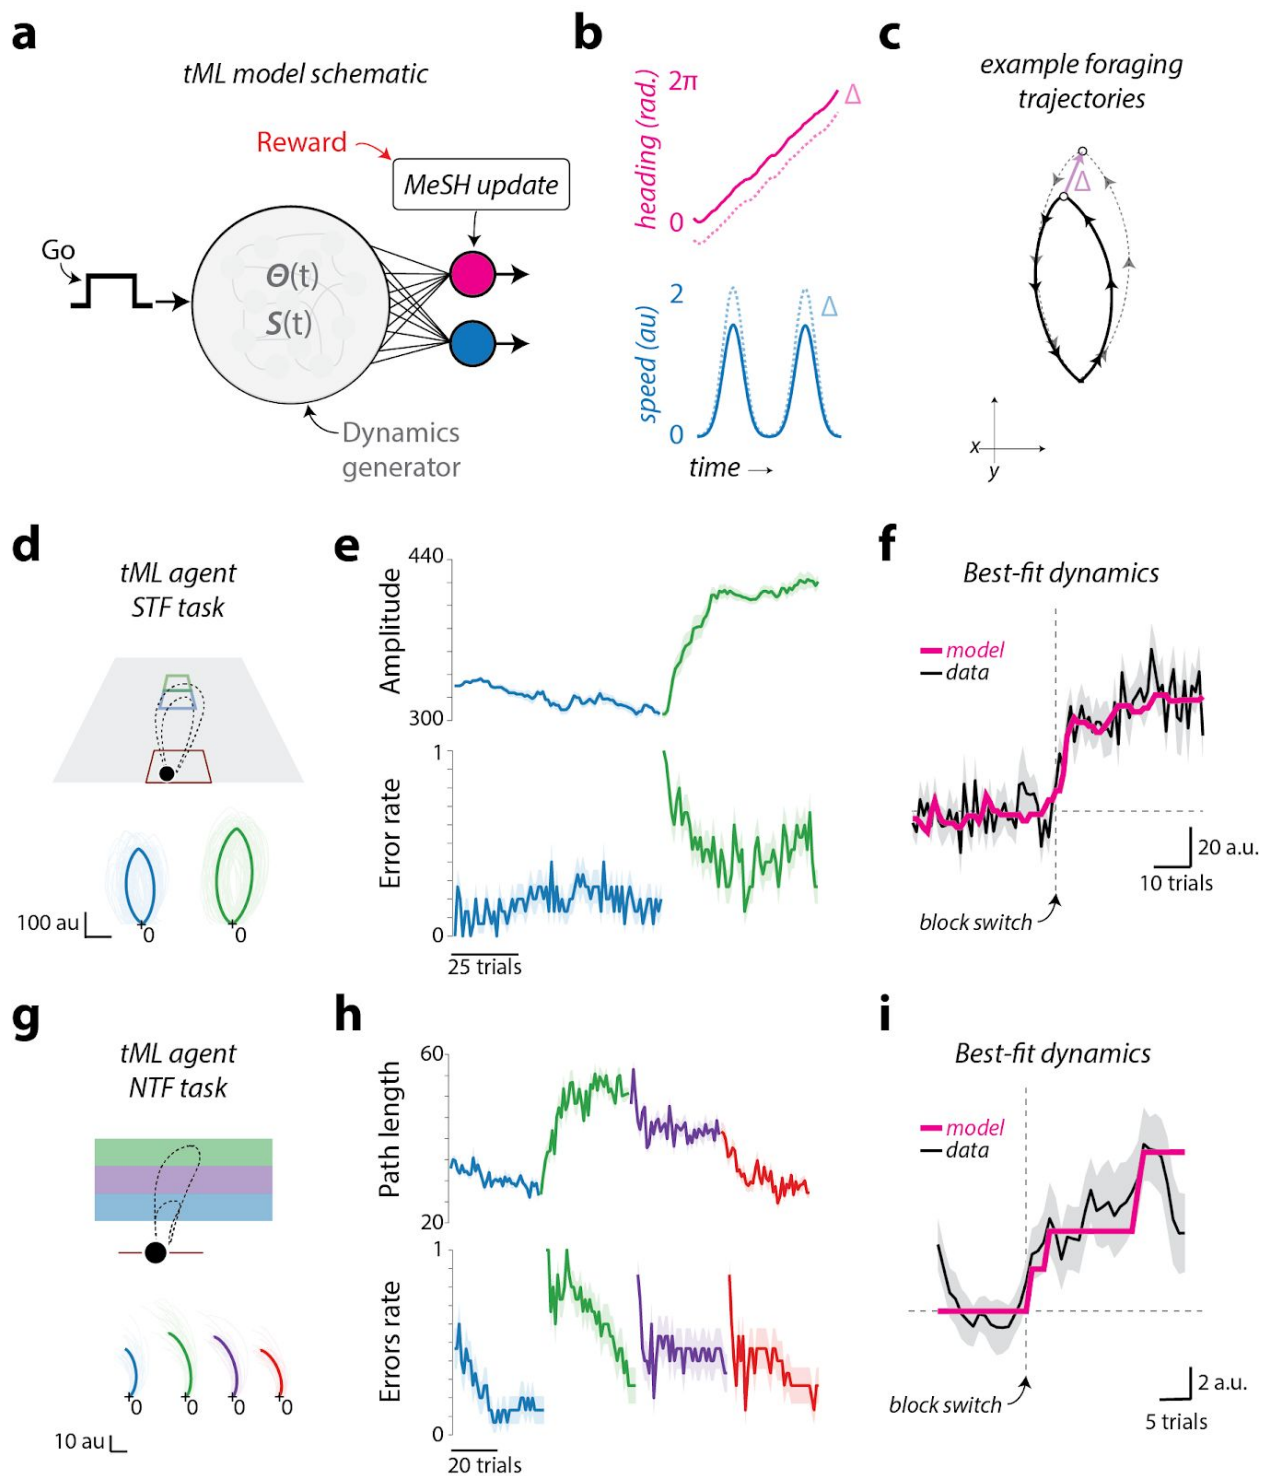 a
tML model schematic
Reward
MeSH update
Go
Θ(t)
S(t)
Dynamics
generator
b
heading (rad.)
2π
0
Δ
speed (au)
2
0
Δ
time →
c
example foraging
trajectories
Δ
x
y
d
tML agent
STF task
100 au
0
0
e
Amplitude
440
300
Error rate
1
0
25 trials
f
Best-fit dynamics
model
data
20 a.u.
10 trials
block switch
g
tML agent
NTF task
0
0
0
0
10 au
h
Path length
60
20
Errors rate
1
0
20 trials
i
Best-fit dynamics
model
data
2 a.u.
5 trials
block switch